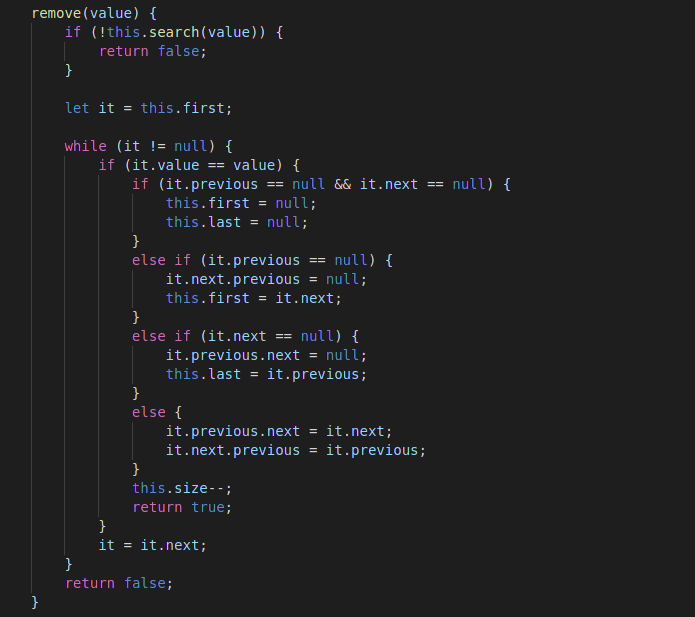 remove(value) {
    if (!this.search(value)) {
        return false;
    }

    let it = this.first;

    while (it != null) {
        if (it.value == value) {
            if (it.previous == null && it.next == null) {
                this.first = null;
                this.last = null;
            }
            else if (it.previous == null) {
                it.next.previous = null;
                this.first = it.next;
            }
            else if (it.next == null) {
                it.previous.next = null;
                this.last = it.previous;
            }
            else {
                it.previous.next = it.next;
                it.next.previous = it.previous;
            }
            this.size--;
            return true;
        }
        it = it.next;
    }
    return false;
}